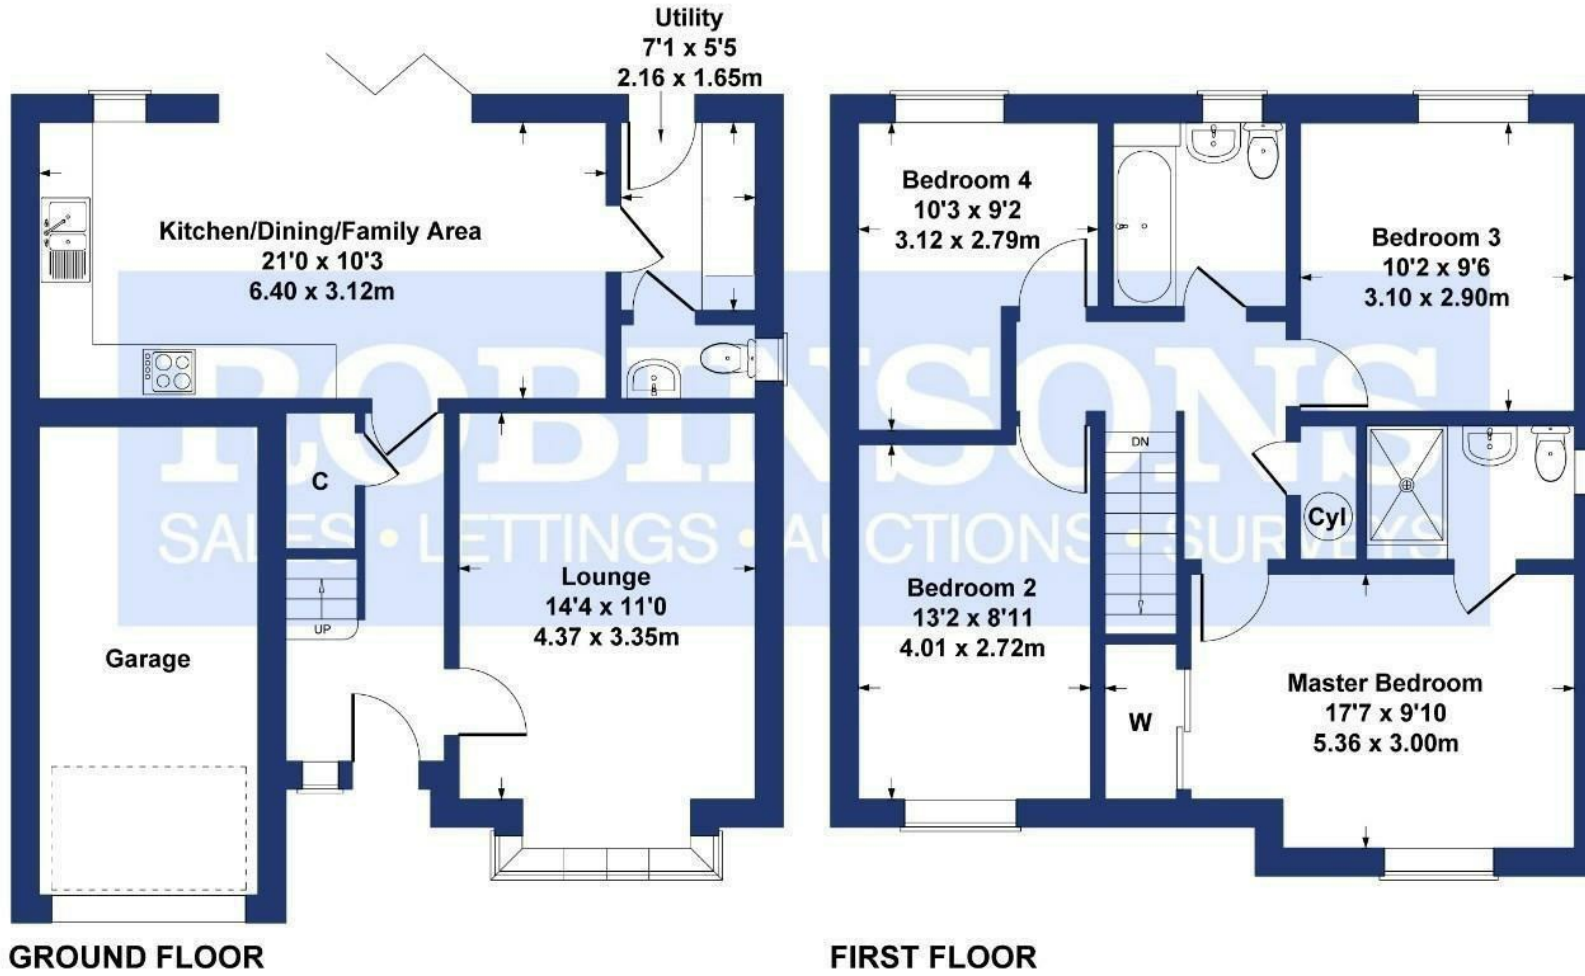 Utility
7'1 x 5'5
2.16 x 1.65m
Kitchen/Dining/Family Area
21'0 x 10'3
6.40 x 3.12m
Bedroom 4
10'3 x 9'2
3.12 x 2.79m
Bedroom 3
10'2 x 9'6
3.10 x 2.90m
ROBINSONS
SALES • LETTINGS • AUCTIONS • SURVEYS
C
DN
Cyl
Lounge
14'4 x 11'0
4.37 x 3.35m
Bedroom 2
13'2 x 8'11
4.01 x 2.72m
UP
Garage
Master Bedroom
17'7 x 9'10
5.36 x 3.00m
W
GROUND FLOOR
FIRST FLOOR